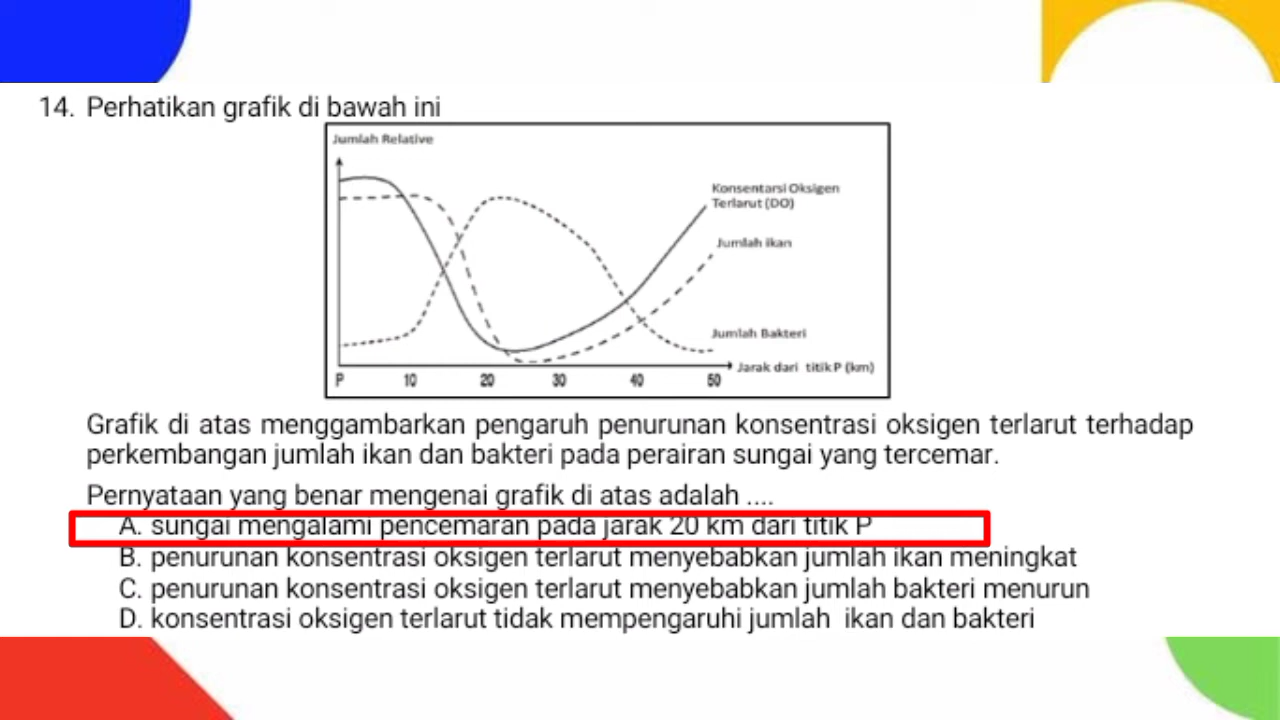 14. Perhatikan grafik di bawah ini
Jumlah Relative
Konsentarsi Oksigen
Terlarut (DO)
Jumlah ikan
Jumlah Bakteri
Jarak dari titik P (km)
P 10 20 30 40 50
Grafik di atas menggambarkan pengaruh penurunan konsentrasi oksigen terlarut terhadap
perkembangan jumlah ikan dan bakteri pada perairan sungai yang tercemar.
Pernyataan yang benar mengenai grafik di atas adalah ....
A. sungai mengalami pencemaran pada jarak 20 km dari titik P
B. penurunan konsentrasi oksigen terlarut menyebabkan jumlah ikan meningkat
C. penurunan konsentrasi oksigen terlarut menyebabkan jumlah bakteri menurun
D. konsentrasi oksigen terlarut tidak mempengaruhi jumlah ikan dan bakteri